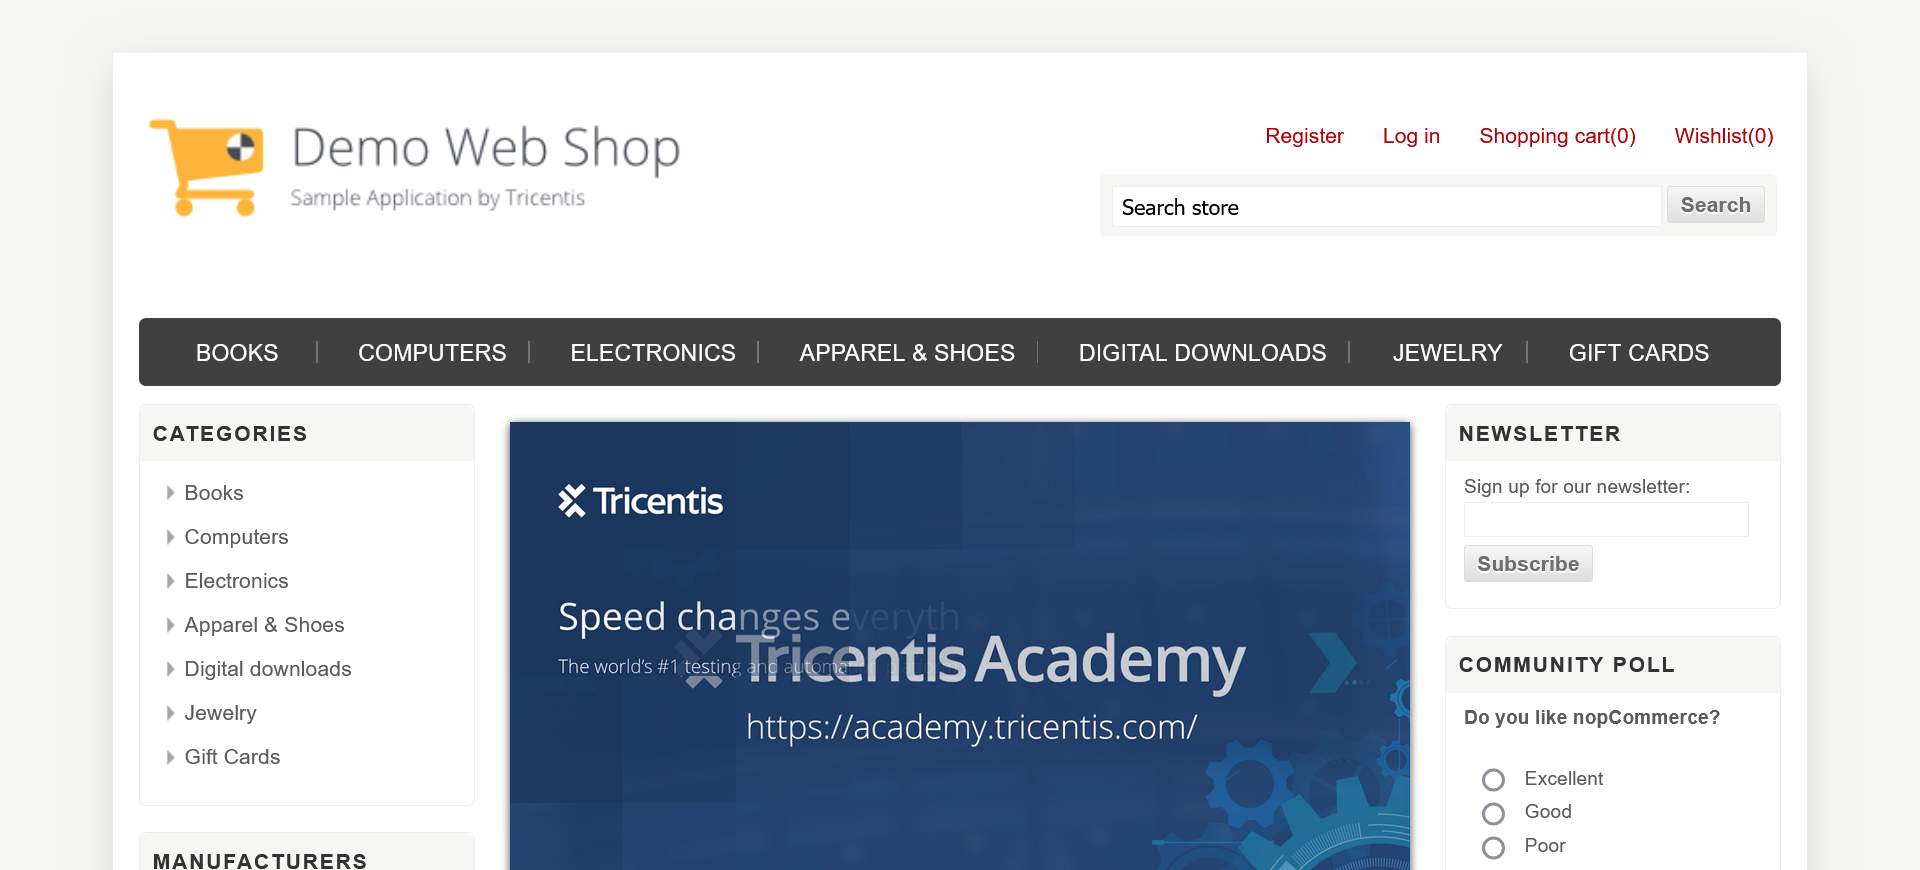 Demo Web Shop
Sample Application by Tricentis
Register Log in Shopping cart(0) Wishlist(0)
Search store Search
BOOKS COMPUTERS ELECTRONICS APPAREL & SHOES DIGITAL DOWNLOADS JEWELRY GIFT CARDS
CATEGORIES
Books
Computers
Electronics
Apparel & Shoes
Digital downloads
Jewelry
Gift Cards
MANUFACTURERS
Tricentis
Speed changes everyth
The world's #1 testing and automation
Tricentis Academy
https://academy.tricentis.com/
NEWSLETTER
Sign up for our newsletter:
Subscribe
COMMUNITY POLL
Do you like nopCommerce?
Excellent
Good
Poor